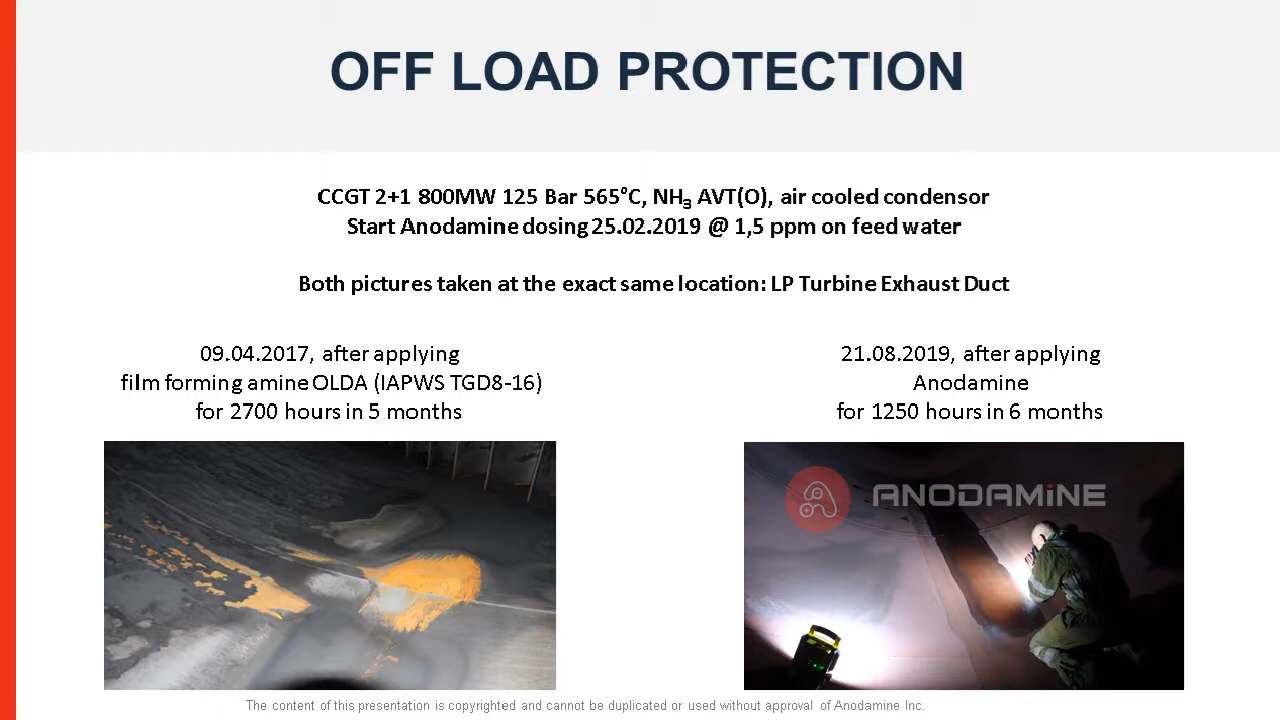 OFF LOAD PROTECTION
CCGT 2+1 800MW 125 Bar 565°C, NH₃ AVT(O), air cooled condensor
Start Anodamine dosing 25.02.2019 @ 1,5 ppm on feed water
Both pictures taken at the exact same location: LP Turbine Exhaust Duct
09.04.2017, after applying
film forming amine OLDA (IAPWS TGD8-16)
for 2700 hours in 5 months
21.08.2019, after applying
Anodamine
for 1250 hours in 6 months
ANODAMiNE
The content of this presentation is copyrighted and cannot be duplicated or used without approval of Anodamine Inc.